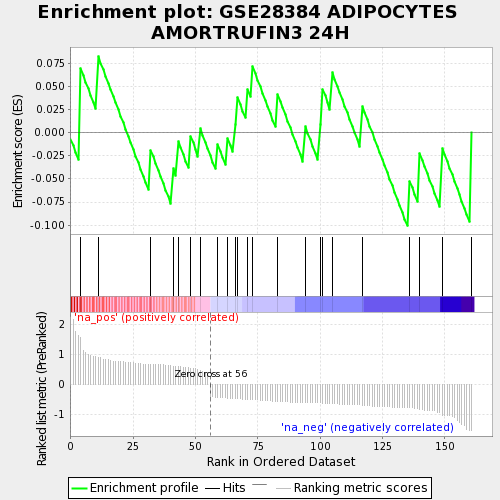 Enrichment plot: GSE28384 ADIPOCYTES
AMORTRUFIN3 24H
Enrichment score (ES)
0.075
0.050
0.025
0.000
-0.025
-0.050
-0.075
-0.100
'na_pos' (positively correlated)
Ranked list metric (PreRanked)
2
1
0
-1
Zero cross at 56
'na_neg' (negatively correlated)
0 25 50 75 100 125 150
Rank in Ordered Dataset
Enrichment profile Hits Ranking metric scores